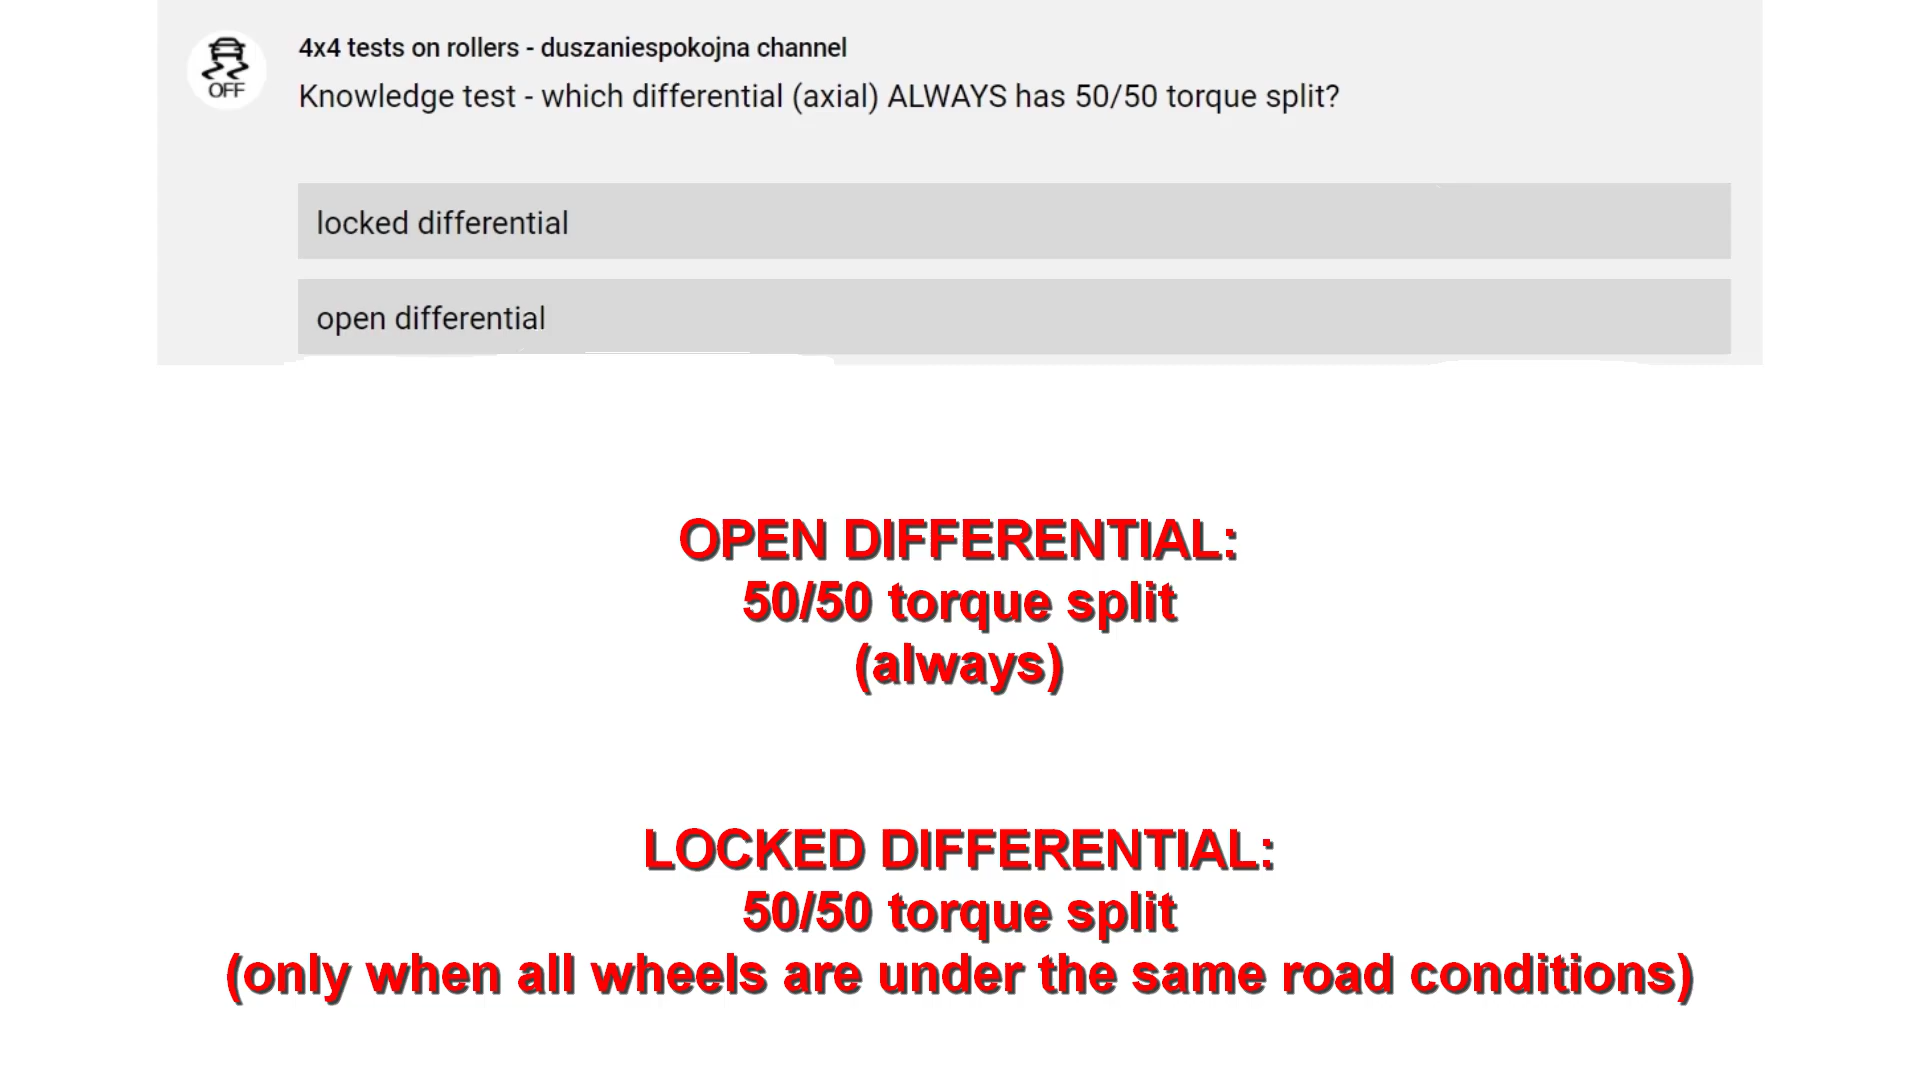 4x4 tests on rollers - duszaniespokojna channel
OFF
Knowledge test - which differential (axial) ALWAYS has 50/50 torque split?
locked differential
open differential
OPEN DIFFERENTIAL:
50/50 torque split
(always)
LOCKED DIFFERENTIAL:
50/50 torque split
(only when all wheels are under the same road conditions)